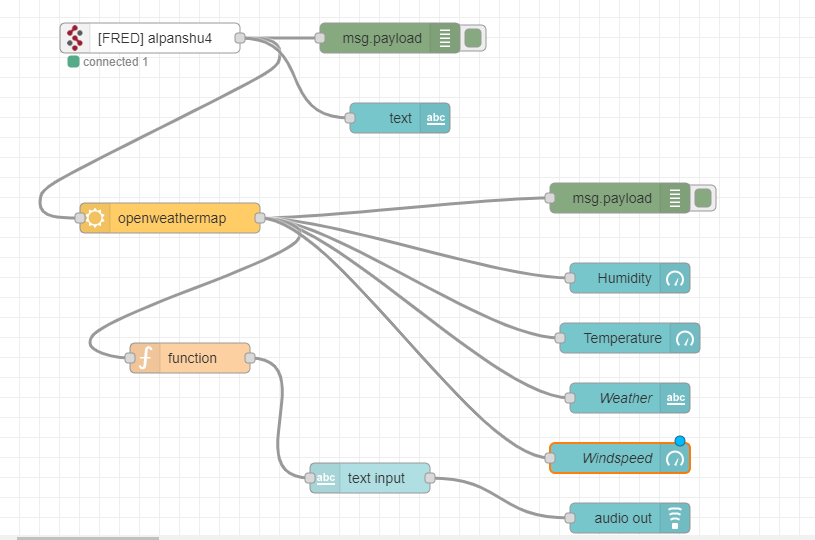 [FRED] alpanshu4
msg.payload
connected 1
text
abc
msg.payload
openweathermap
Humidity
Temperature
function
Weather
abc
Windspeed
abc
text input
audio out